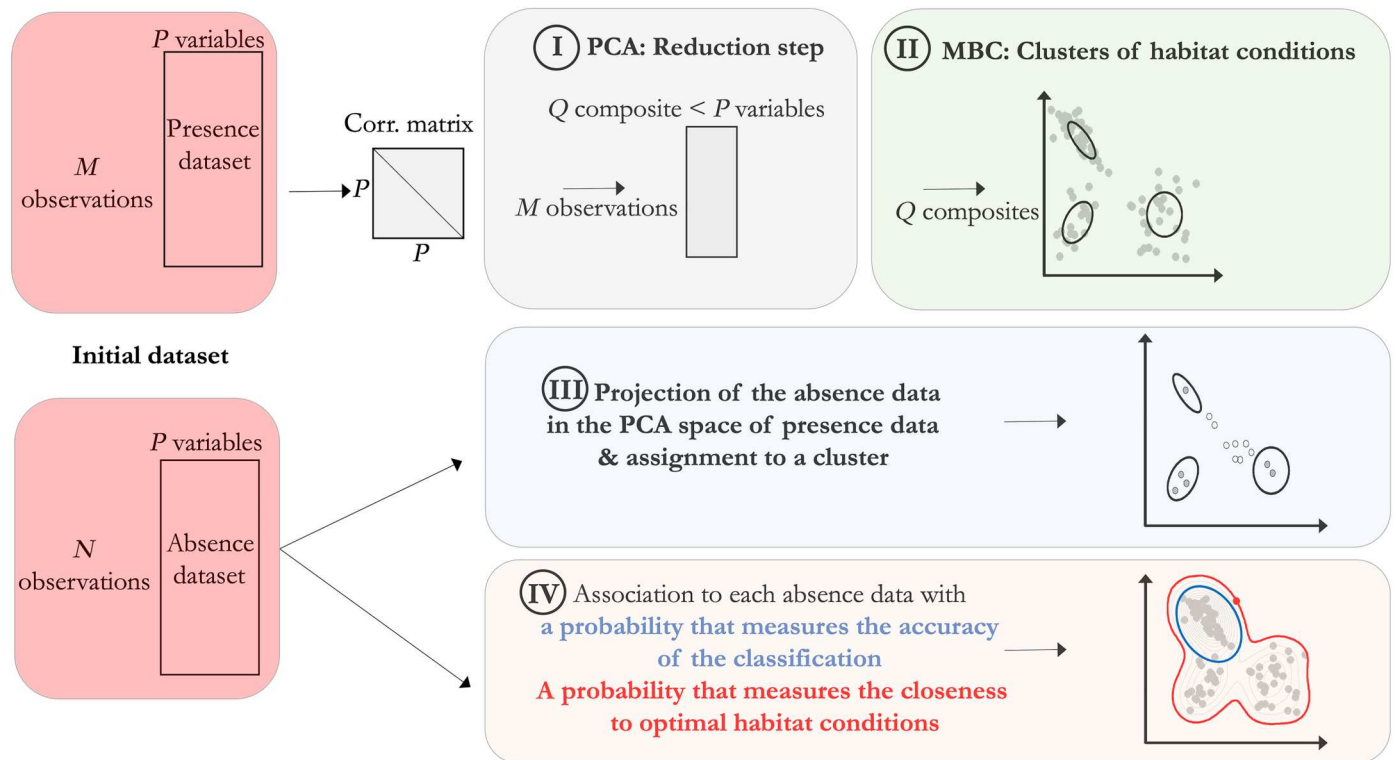 P variables
Presence
dataset
M
observations
Corr. matrix
P
P
I PCA: Reduction step
Q composite < P variables
M observations
II MBC: Clusters of habitat conditions
Q composites
Initial dataset
P variables
Absence
dataset
N
observations
III Projection of the absence data
in the PCA space of presence data
& assignment to a cluster
IV Association to each absence data with
a probability that measures the accuracy
of the classification
A probability that measures the closeness
to optimal habitat conditions